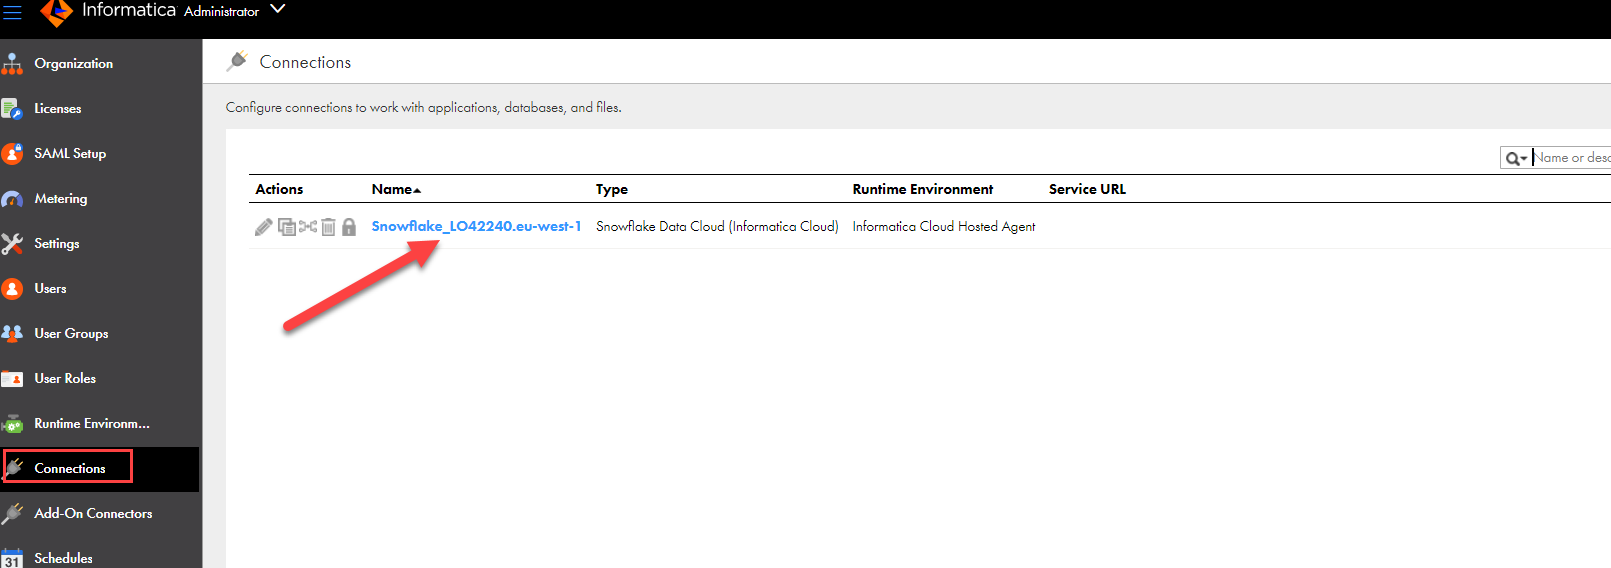 Informatica Administrator
Organization
Licenses
SAML Setup
Metering
Settings
Users
User Groups
User Roles
Runtime Environm...
Connections
Add-On Connectors
31 Schedules
Connections
Configure connections to work with applications, databases, and files.
Name or desc
Actions Name Type Runtime Environment Service URL
Snowflake_LO42240.eu-west-1 Snowflake Data Cloud (Informatica Cloud) Informatica Cloud Hosted Agent